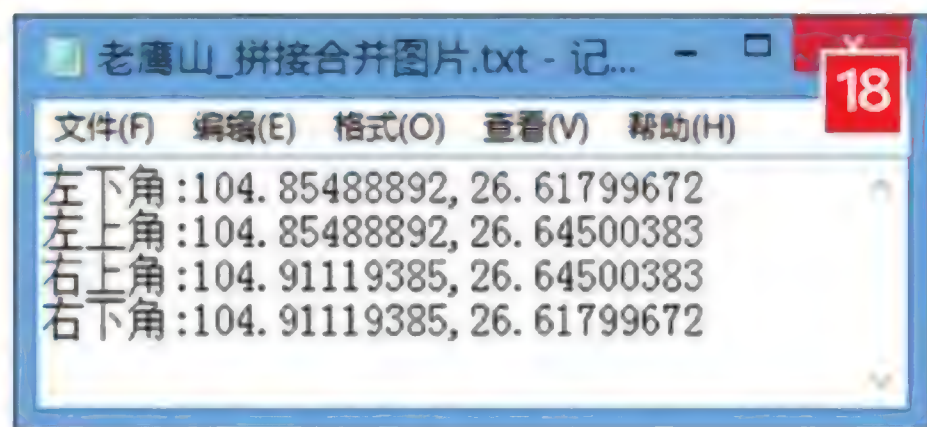 老鹰山_拼接合并图片.txt - 记...
18
文件(F) 编辑(E) 格式(O) 查看(V) 帮助(H)
左下角:104.85488892,26.61799672
左上角:104.85488892,26.64500383
右上角:104.91119385,26.64500383
右下角:104.91119385,26.61799672